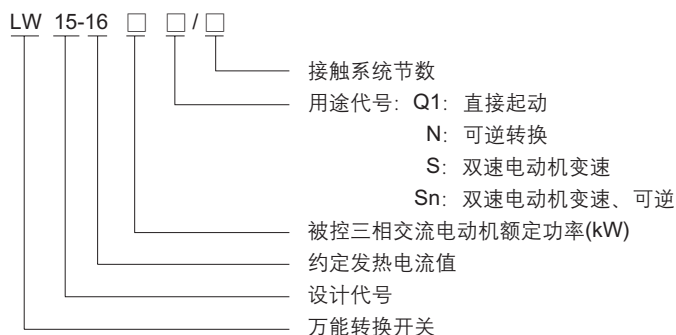 LW 15-16 □ □ / □
接触系统节数
用途代号：Q1：直接起动
N：可逆转换
S：双速电动机变速
Sn：双速电动机变速、可逆
被控三相交流电动机额定功率(kW)
约定发热电流值
设计代号
万能转换开关